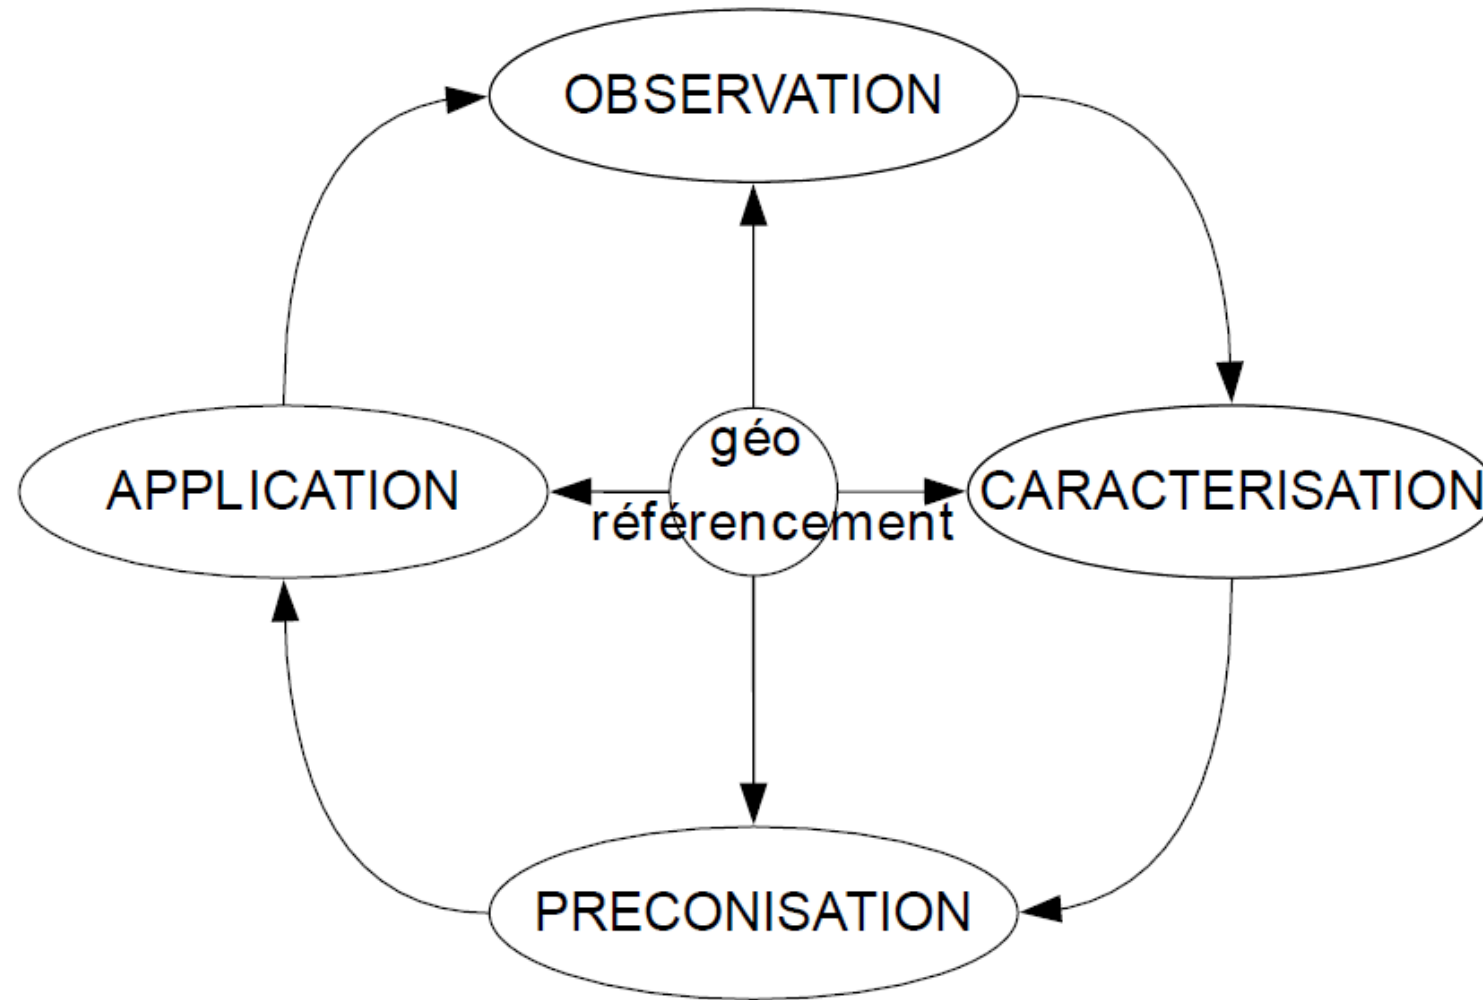 OBSERVATION
géo
référencement
APPLICATION
CARACTERISATION
PRECONISATION